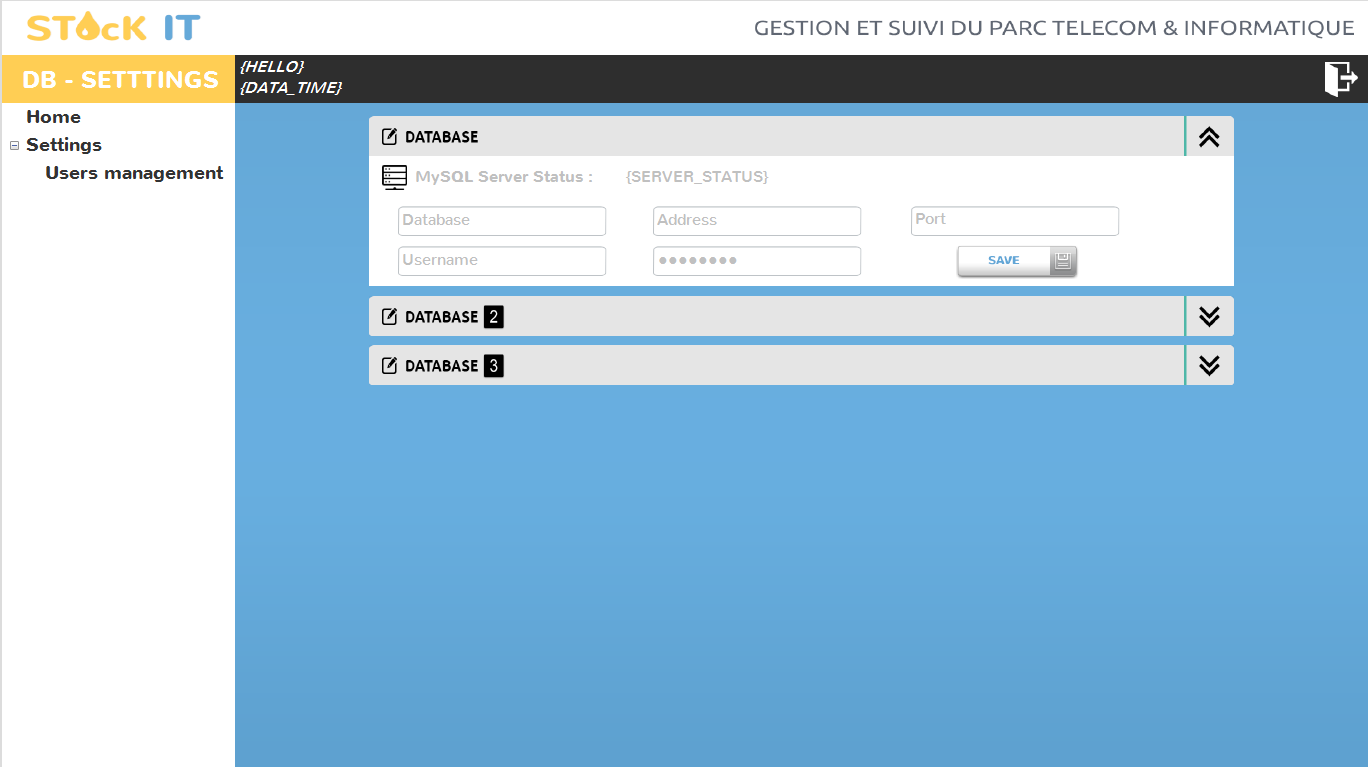 STOcK IT
GESTION ET SUIVI DU PARC TELECOM & INFORMATIQUE
DB - SETTTINGS
{HELLO}
{DATA_TIME}
Home
Settings
Users management
DATABASE
MySQL Server Status : {SERVER_STATUS}
Database Address Port
Username ●●●●●●●● SAVE
DATABASE 2
DATABASE 3